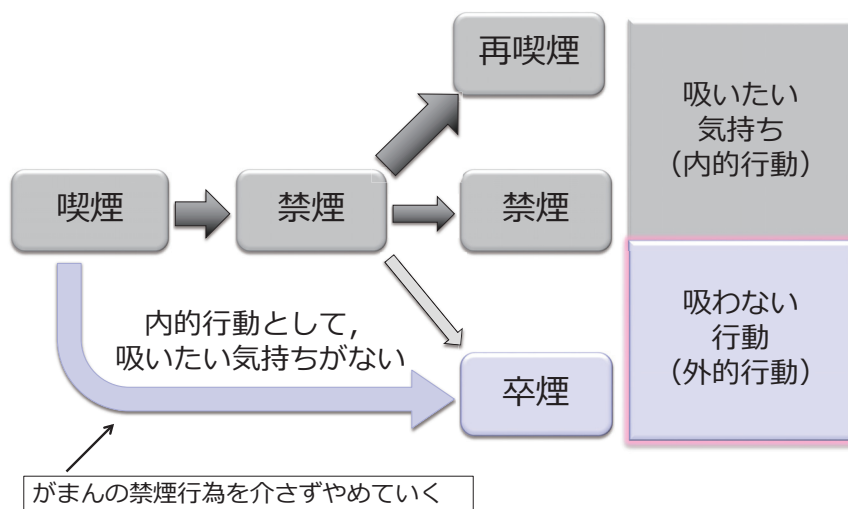 再喫煙
吸いたい
気持ち
（内的行動）
喫煙
禁煙
禁煙
内的行動として，
吸いたい気持ちがない
卒煙
吸わない
行動
（外的行動）
がまんの禁煙行為を介さずやめていく